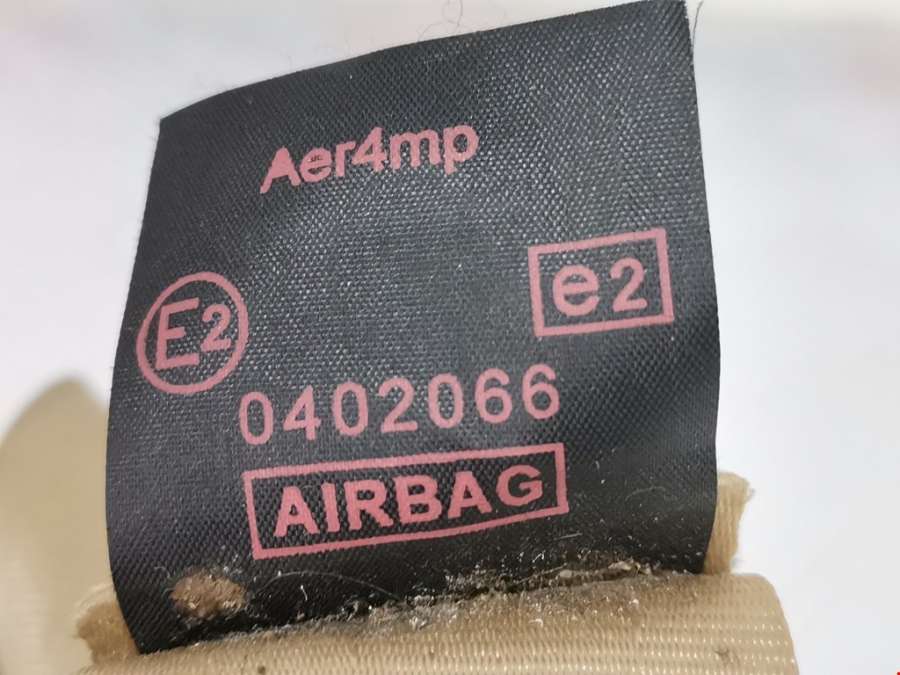 Aer4mp
e2
E2
0402066
AIRBAG